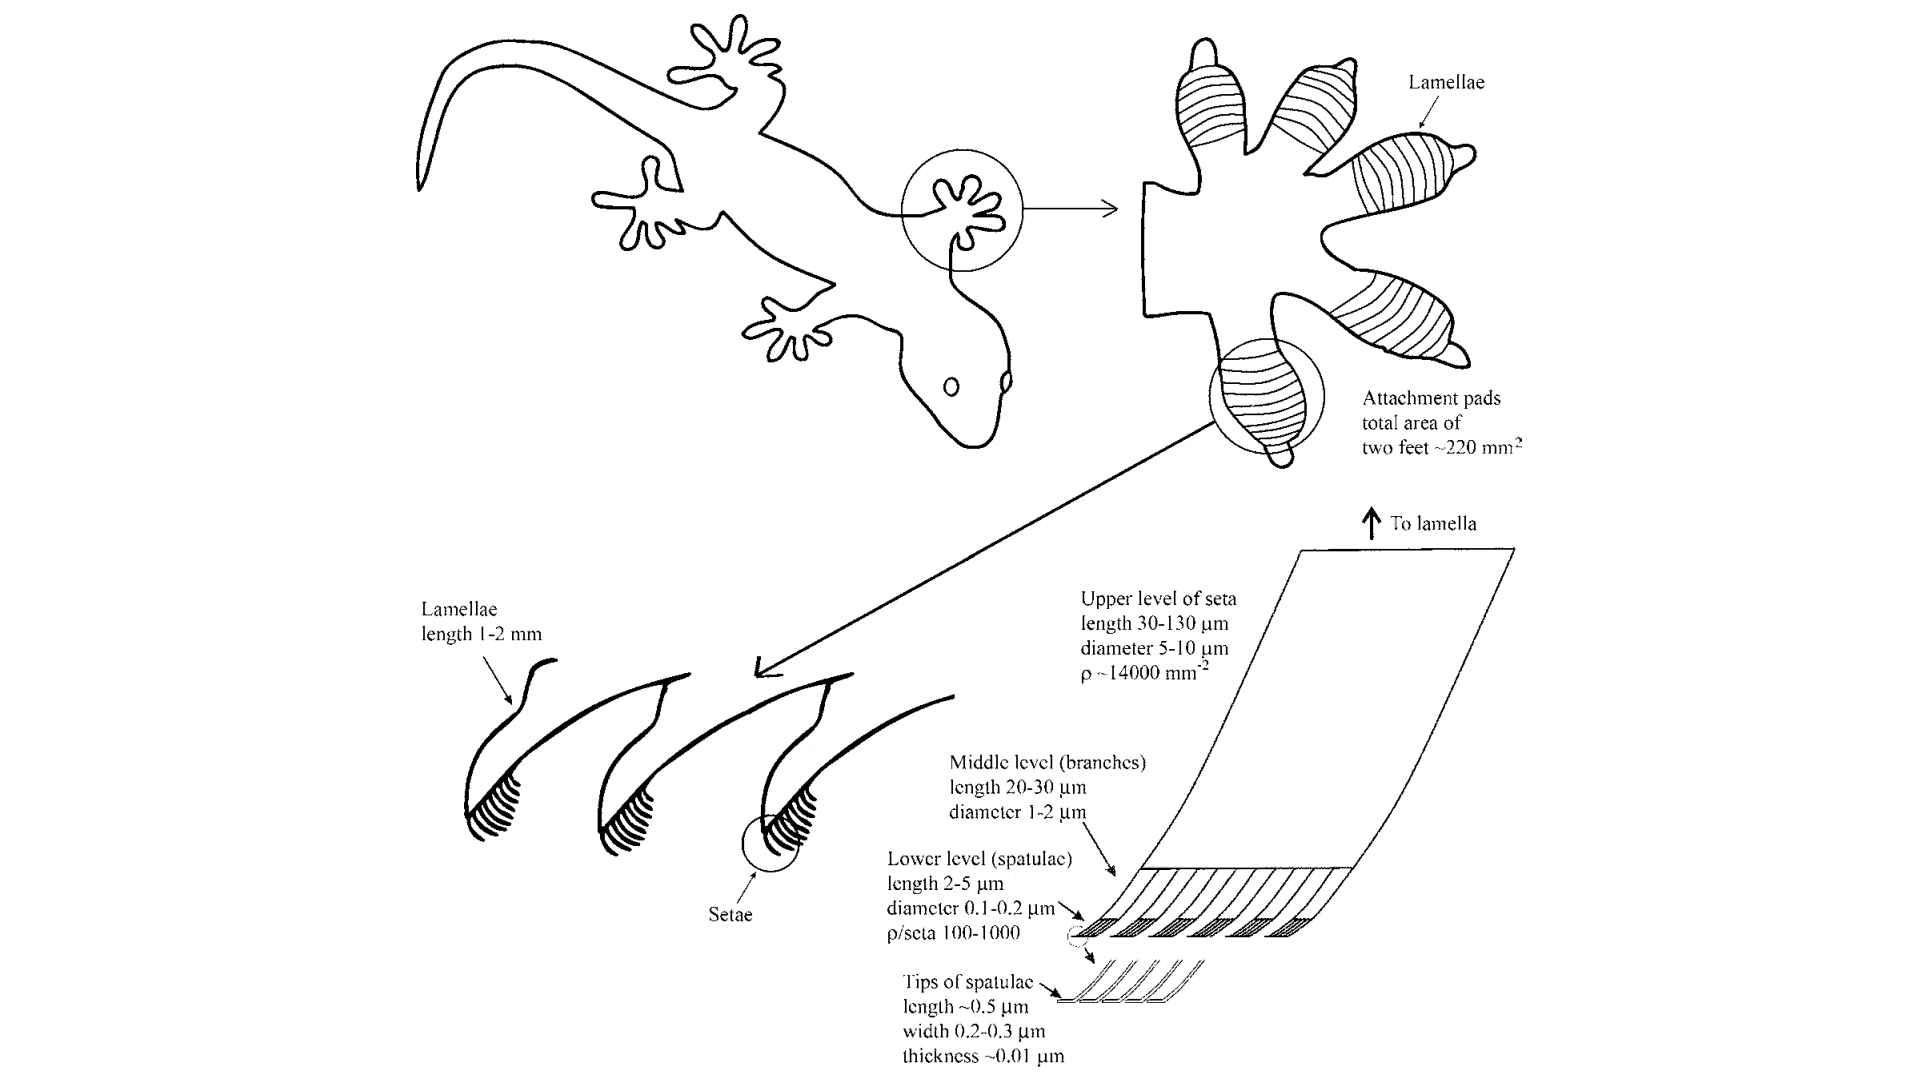 Lamellae
Attachment pads
total area of
two feet ~220 mm²
To lamella
Lamellae
length 1-2 mm
Upper level of seta
length 30-130 μm
diameter 5-10 μm
ρ ~14000 mm⁻²
Middle level (branches)
length 20-30 μm
diameter 1-2 μm
Lower level (spatulae)
length 2-5 μm
diameter 0.1-0.2 μm
ρ/seta 100-1000
Setae
Tips of spatulae
length ~0.5 μm
width 0.2-0.3 μm
thickness ~0.01 μm